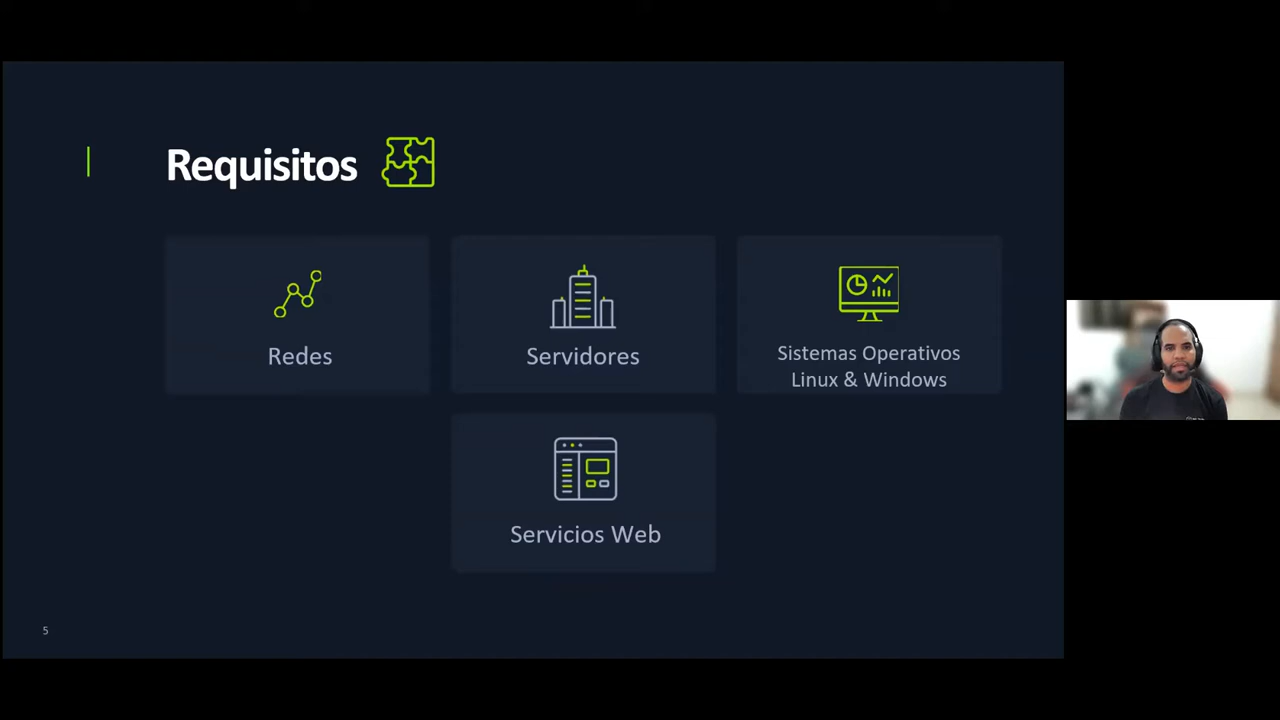 Requisitos
Redes
Servidores
Sistemas Operativos
Linux & Windows
Servicios Web
5